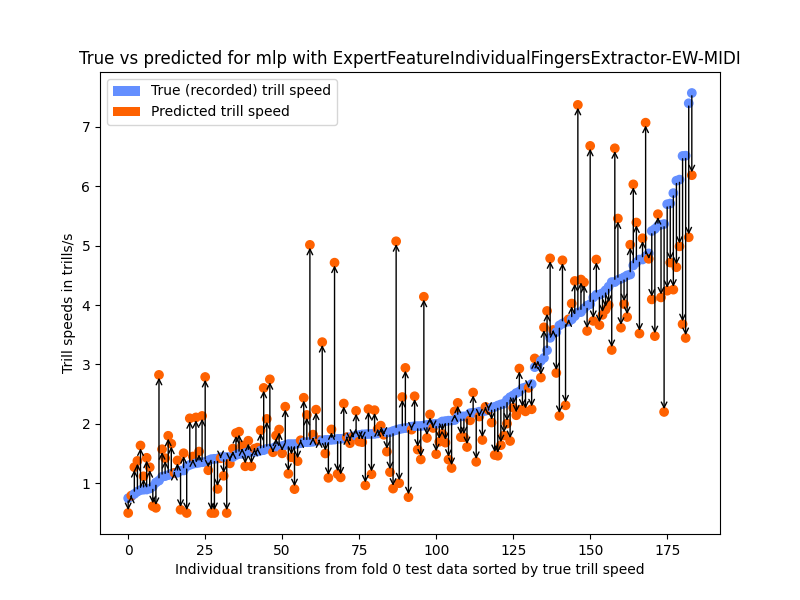 True vs predicted for mlp with ExpertFeatureIndividualFingersExtractor-EW-MIDI
True (recorded) trill speed
Predicted trill speed
7
6
5
4
3
2
1
Trill speeds in trills/s
0 25 50 75 100 125 150 175
Individual transitions from fold 0 test data sorted by true trill speed